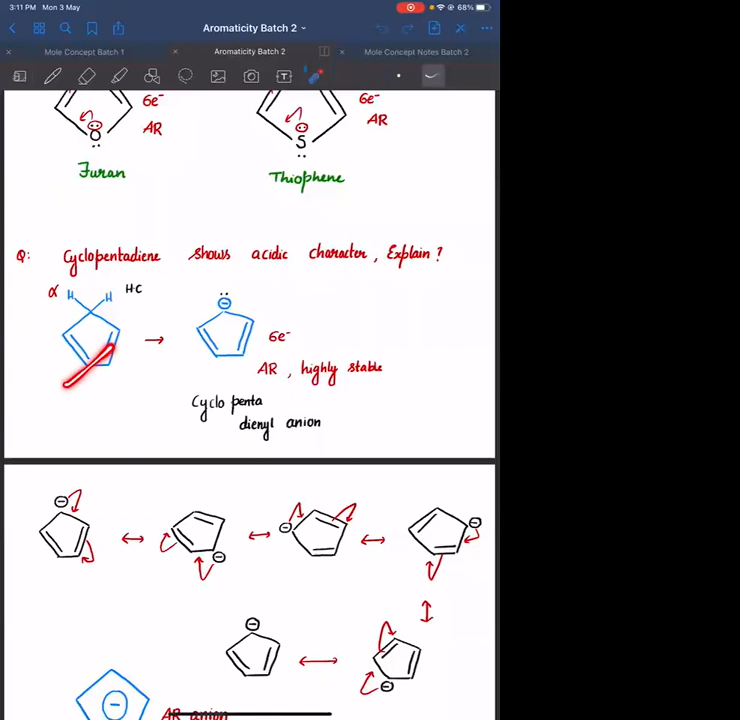 3:11 PM Mon 3 May
68%
Aromaticity Batch 2
Mole Concept Batch 1
Aromaticity Batch 2
Mole Concept Notes Batch 2
T
6e⁻
6e⁻
AR
AR
O
S
Furan
Thiophene
Q: Cyclopentadiene shows acidic character, Explain?
α H H H·C
6e⁻
AR, highly stable
Cyclo penta
dienyl anion
AR anion